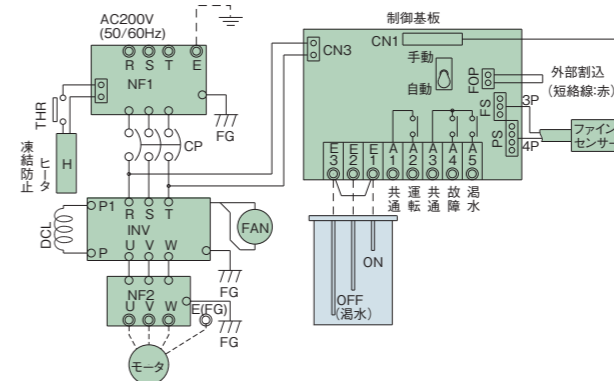 AC200V
(50/60Hz)
R S T E
NF1
THR
H
凍結防止
ヒータ
FG
CP
P1
R S T
DCL
INV
FAN
P
U V W
FG
NF2
U V W
E(FG)
FG
モータ
制御基板
CN1
CN3
手動
自動
FOP
外部割込
(短絡線:赤)
FS
3P
PS
4P
ファイン
センサー
E3 E2 E1 A1 A2 A3 A4 A5
共通 運転 共通 故障 渇水
ON
OFF
(渇水)